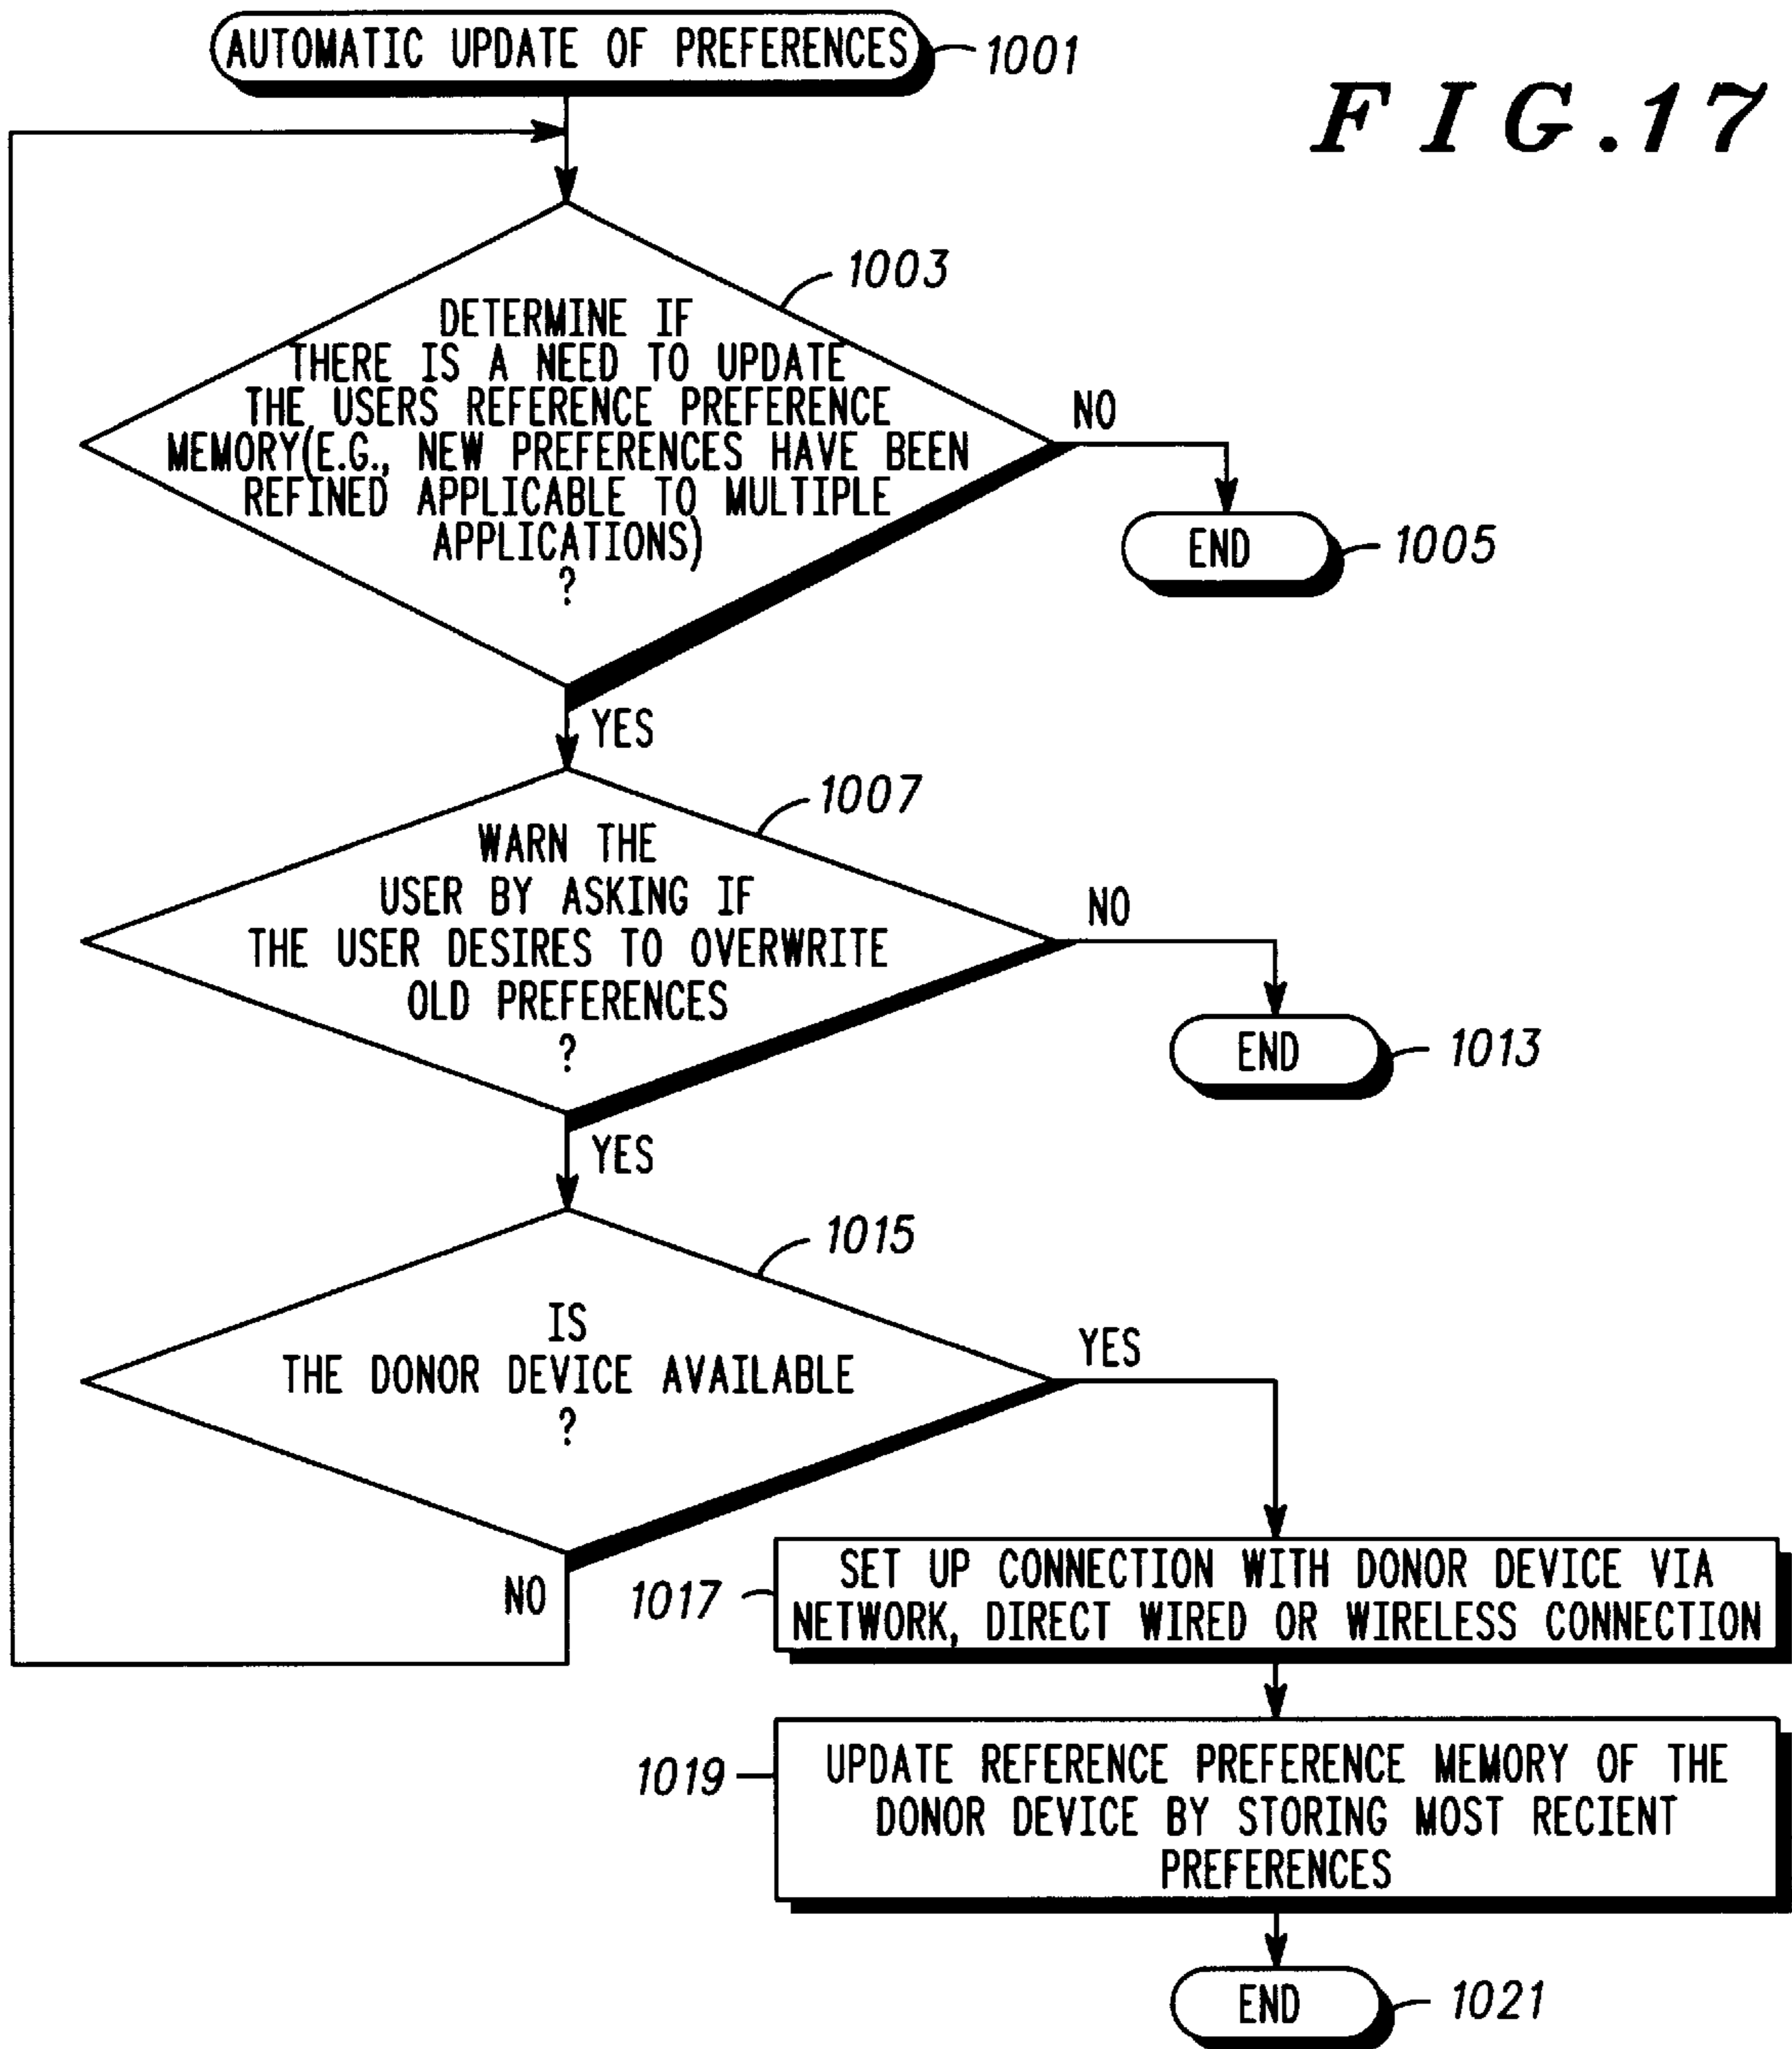 AUTOMATIC UPDATE OF PREFERENCES
1001
FIG.17
1003
DETERMINE IF
THERE IS A NEED TO UPDATE
THE USERS REFERENCE PREFERENCE
MEMORY(E.G., NEW PREFERENCES HAVE BEEN
REFINED APPLICABLE TO MULTIPLE
APPLICATIONS)
?
NO
END
1005
YES
1007
WARN THE
USER BY ASKING IF
THE USER DESIRES TO OVERWRITE
OLD PREFERENCES
?
NO
END
1013
YES
1015
IS
THE DONOR DEVICE AVAILABLE
?
YES
NO
1017
SET UP CONNECTION WITH DONOR DEVICE VIA
NETWORK, DIRECT WIRED OR WIRELESS CONNECTION
1019
UPDATE REFERENCE PREFERENCE MEMORY OF THE
DONOR DEVICE BY STORING MOST RECIENT
PREFERENCES
END
1021